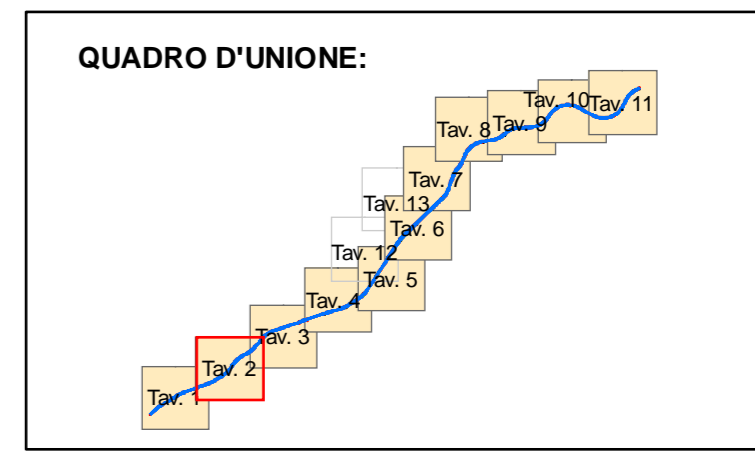 QUADRO D'UNIONE:
Tav. 10
Tav. 11
Tav. 8
Tav. 9
Tav. 7
Tav. 13
Tav. 6
Tav. 12
Tav. 5
Tav. 4
Tav. 3
Tav. 2
Tav. 1